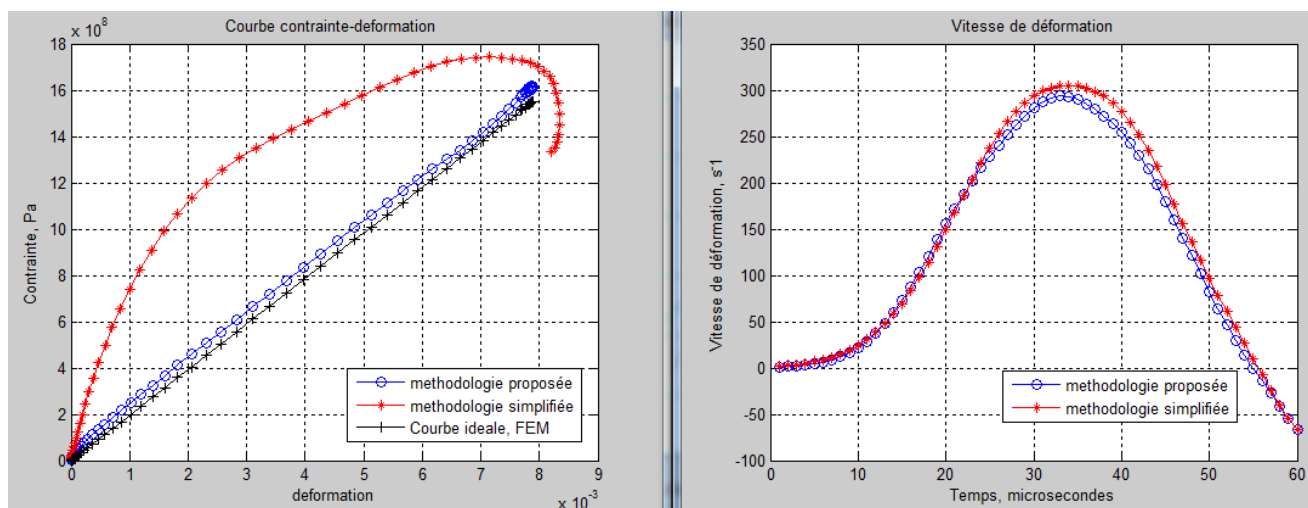 Courbe contrainte-deformation
x 10⁸
18
16
14
12
10
8
6
4
2
0
Contrainte, Pa
0 1 2 3 4 5 6 7 8 9
x 10⁻³
deformation
methodologie proposée
methodologie simplifiée
Courbe ideale, FEM
Vitesse de déformation
350
300
250
200
150
100
50
0
-50
-100
Vitesse de déformation, s⁻¹
0 10 20 30 40 50 60
Temps, microsecondes
methodologie proposée
methodologie simplifiée